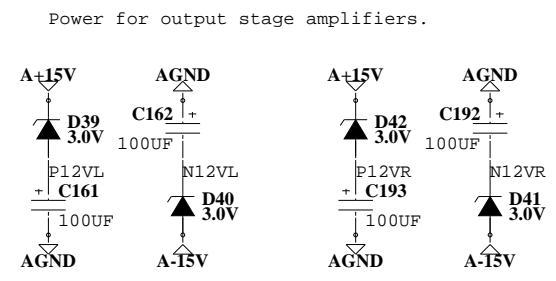 Power for output stage amplifiers.
A+15V AGND A+15V AGND
D39 3.0V
C162 + 100UF
D42 3.0V
C192 + 100UF
P12VL N12VL P12VR N12VR
+ C161 100UF
D40 3.0V
+ C193 100UF
D41 3.0V
AGND A-15V AGND A-15V